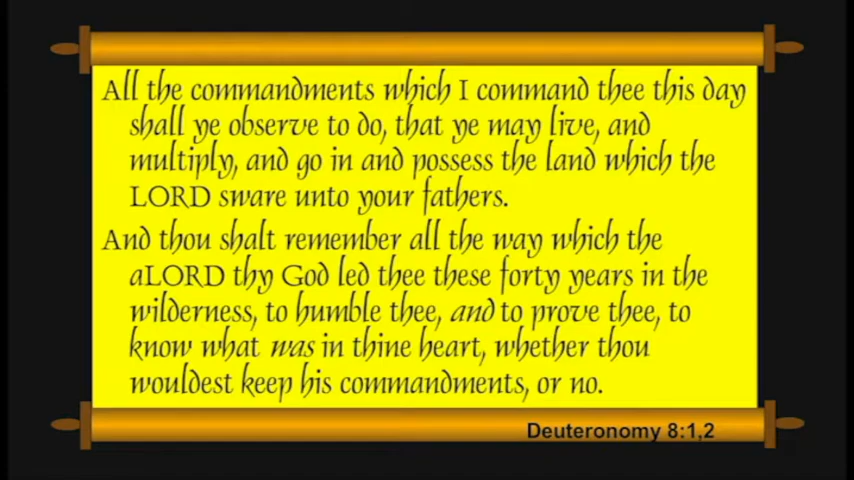 All the commandments which I command thee this day
shall ye observe to do, that ye may live, and
multiply, and go in and possess the land which the
LORD sware unto your fathers.
And thou shalt remember all the way which the
aLORD thy God led thee these forty years in the
wilderness, to humble thee, and to prove thee, to
know what was in thine heart, whether thou
wouldest keep his commandments, or no.
Deuteronomy 8:1,2